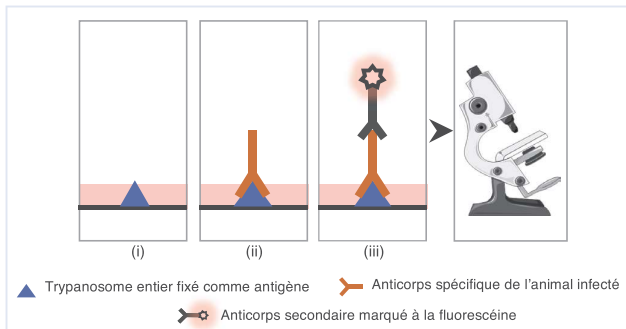 (i) (ii) (iii)
Trypanosome entier fixé comme antigène Anticorps spécifique de l'animal infecté
Anticorps secondaire marqué à la fluorescéine